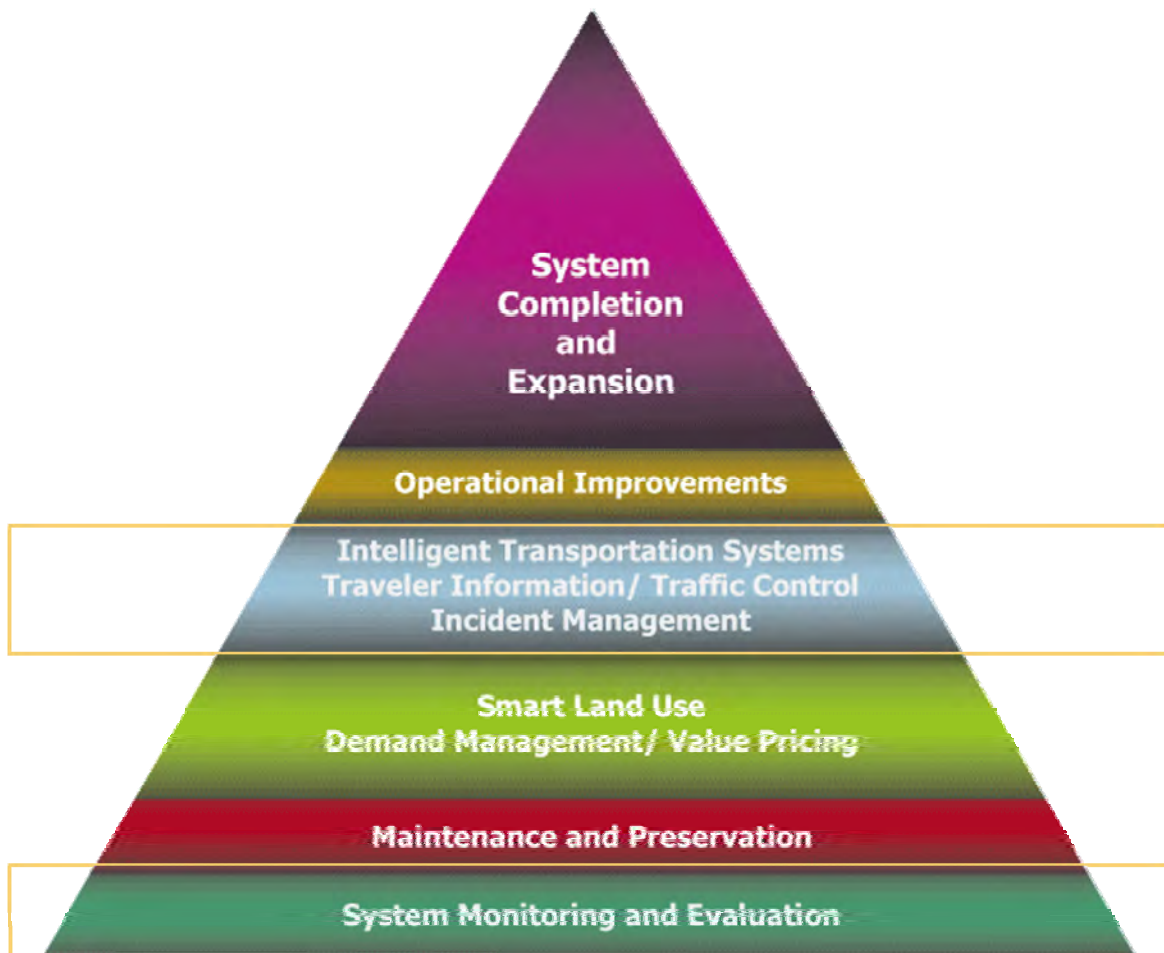 System
Completion
and
Expansion
Operational Improvements
Intelligent Transportation Systems
Traveler Information/ Traffic Control
Incident Management
Smart Land Use
Demand Management/ Value Pricing
Maintenance and Preservation
System Monitoring and Evaluation